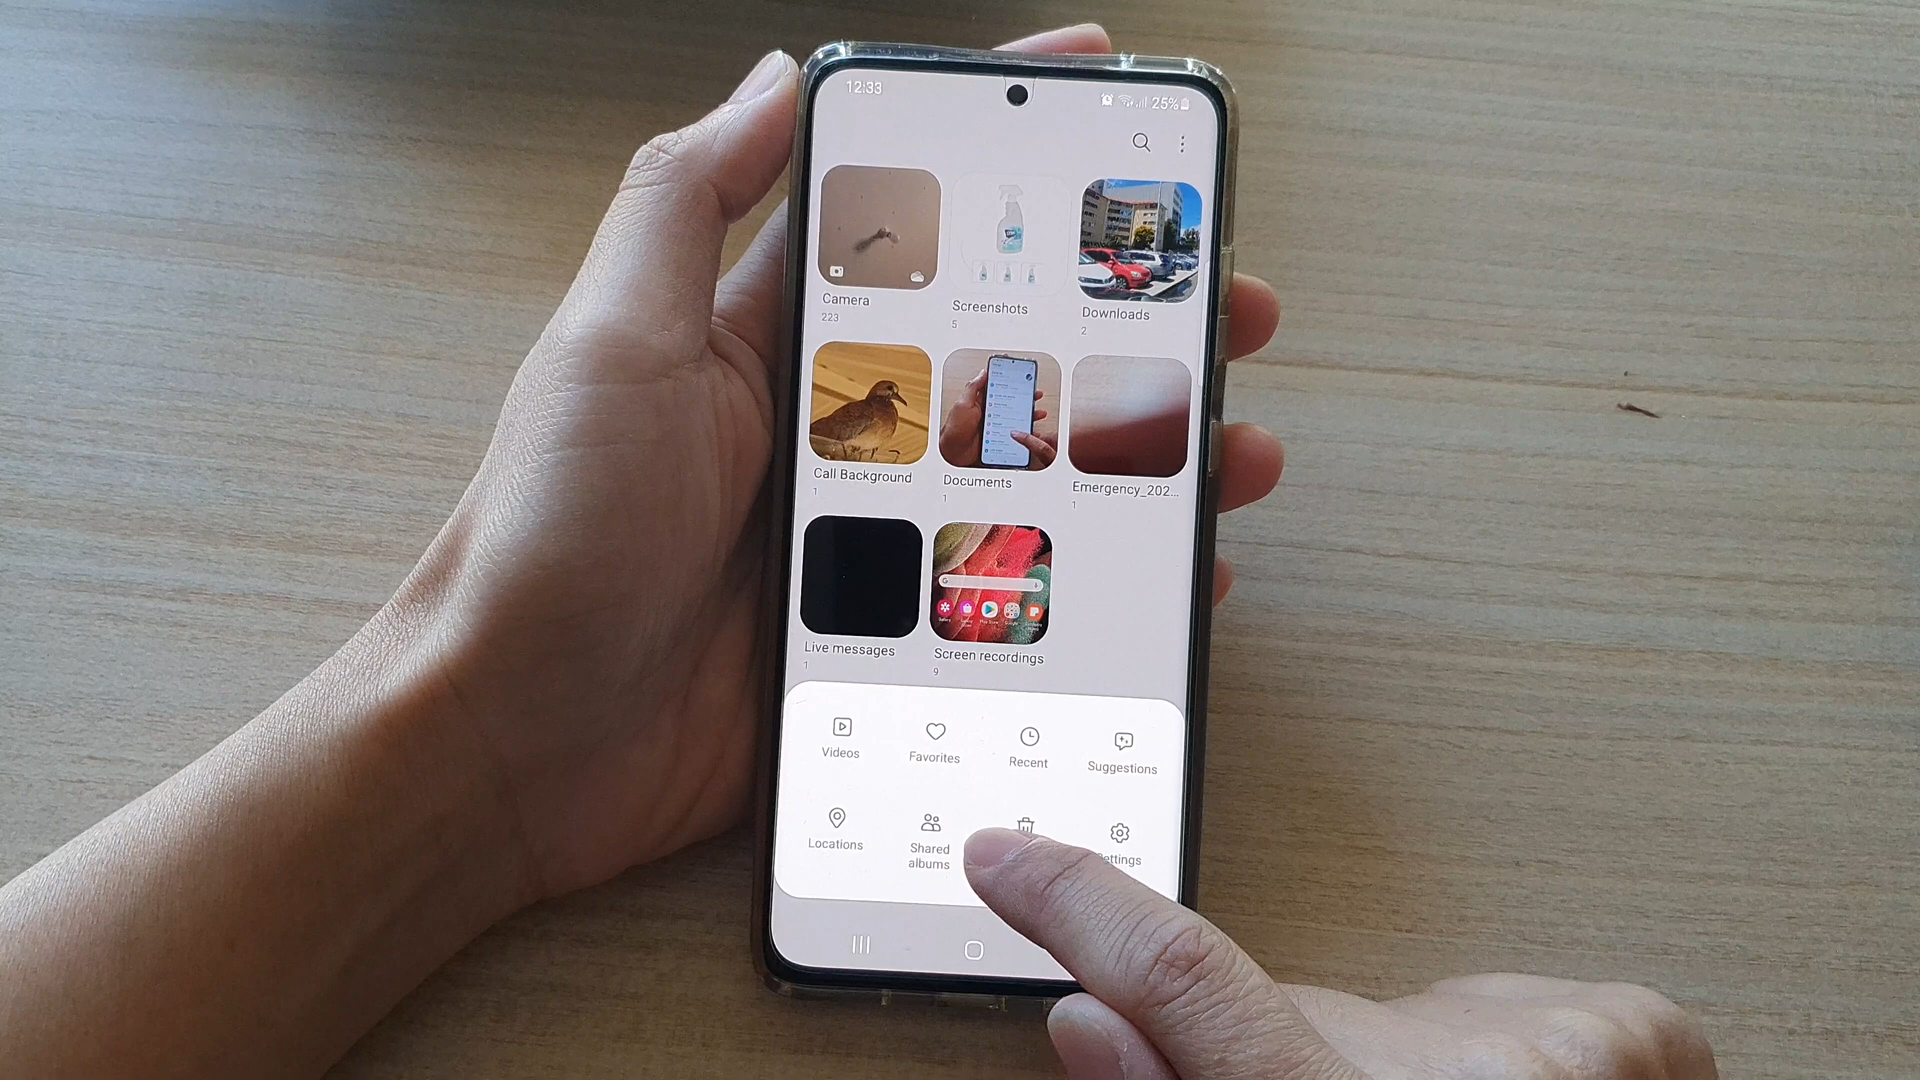 12:33
25%
Camera
223
Screenshots
5
Downloads
2
Call Background
1
Documents
1
Emergency_202...
1
Live messages
1
Screen recordings
9
Videos
Favorites
Recent
Suggestions
Locations
Shared
albums
ettings